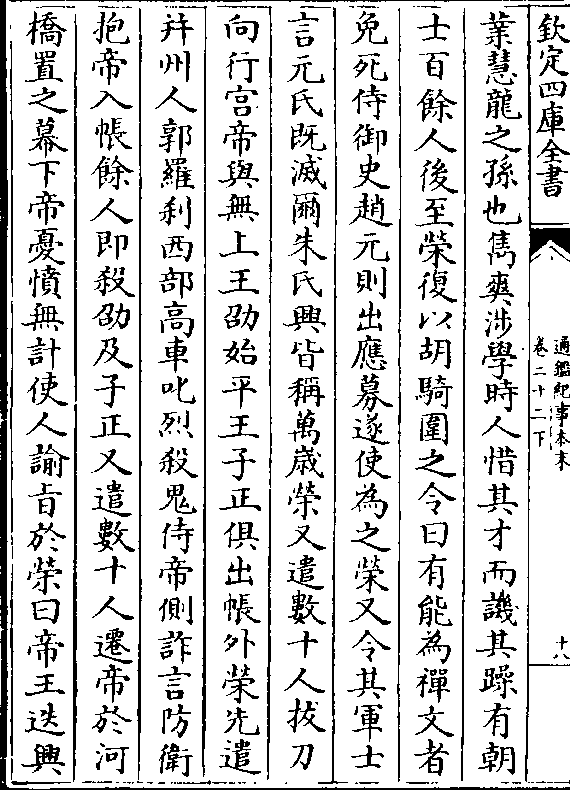 欽定四庫全書
通鑑紀事本末
卷二十二下
十八
業慧龍之孫也儁爽涉學時人惜其才而譏其躁有朝
士百餘人後至榮復以胡騎圍之令曰有能為禪文者
免死侍御史趙元則出應募遂使為之榮又令其軍士
言元氏既滅爾朱氏興皆稱萬歲榮又遣數十人拔刀
向行宮帝與無上王劭始平王子正俱出帳外榮先遣
并州人郭羅剎西部高車叱烈殺鬼侍帝側詐言防衛
抱帝入帳餘人即殺劭及子正又遣數十人遷帝於河
橋置之幕下帝憂憤無計使人諭旨於榮曰帝王迭興